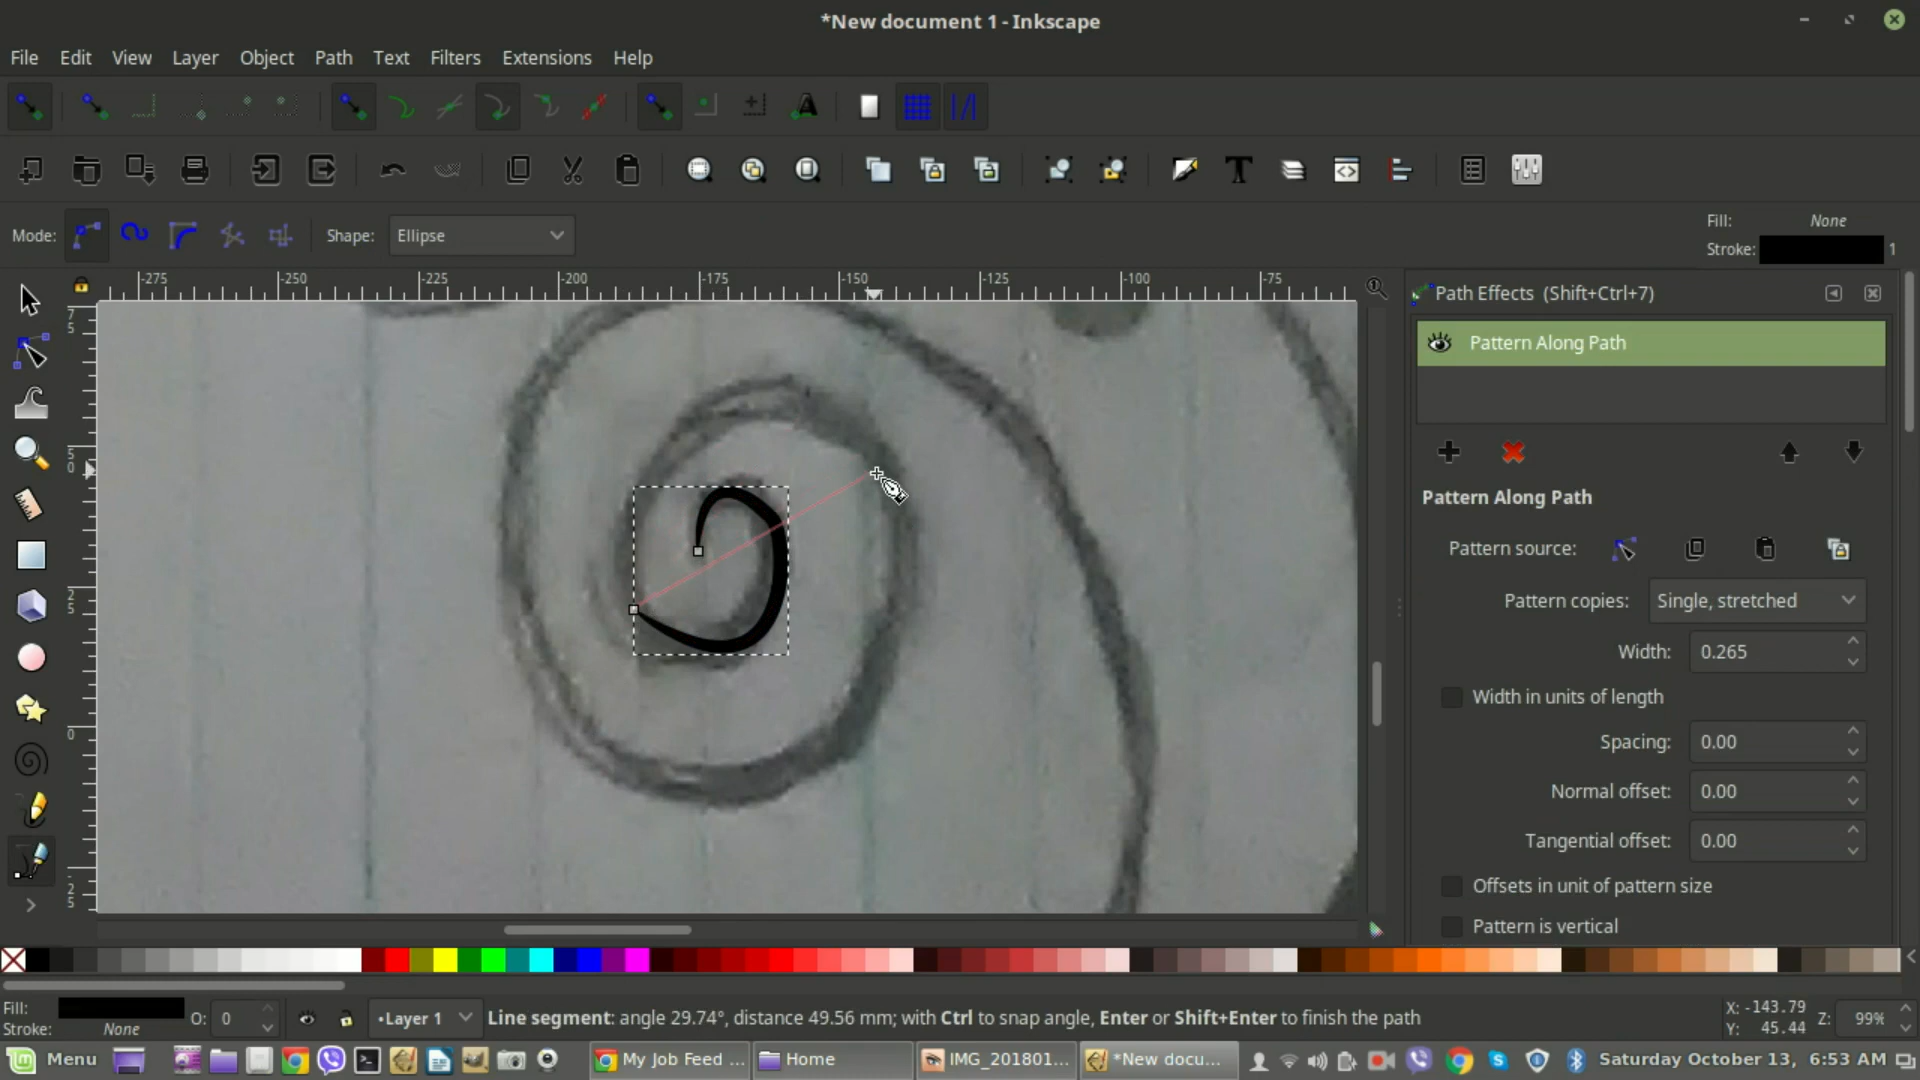 *New document 1 - Inkscape
File Edit View Layer Object Path Text Filters Extensions Help
Mode: Shape: Ellipse
Fill: None
Stroke: 1
-275 -250 -225 -200 -175 -150 -125 -100 -75
75
50
25
0
-25
Path Effects (Shift+Ctrl+7)
Pattern Along Path
Pattern Along Path
Pattern source:
Pattern copies: Single, stretched
Width: 0.265
Width in units of length
Spacing: 0.00
Normal offset: 0.00
Tangential offset: 0.00
Offsets in unit of pattern size
Pattern is vertical
Fill:
Stroke: None
O: 0
•Layer 1
Line segment: angle 29.74°, distance 49.56 mm; with Ctrl to snap angle, Enter or Shift+Enter to finish the path
X: -143.79
Y: 45.44
Z: 99%
Menu My Job Feed ... Home IMG_201801... *New docu... Saturday October 13, 6:53 AM